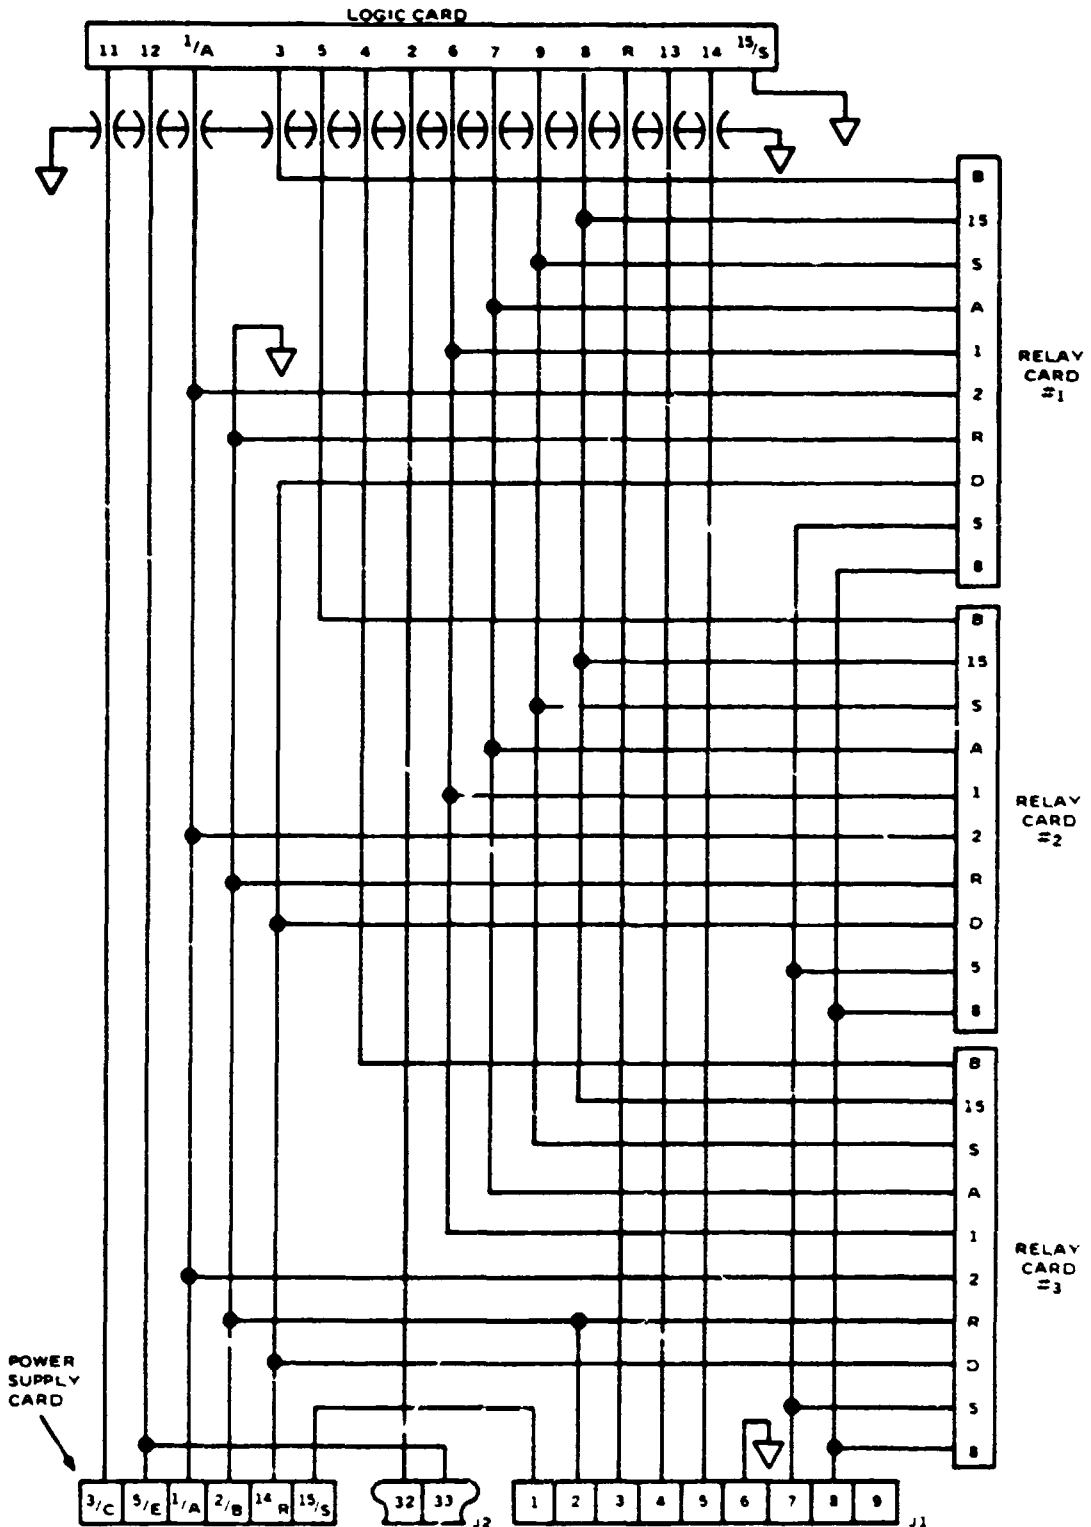 LOGIC CARD
11 12 1/A 3 5 4 2 6 7 9 8 R 13 14 15/S
B
15
S
A
1
2
R
D
5
8
RELAY
CARD
#1
B
15
S
A
1
2
R
D
5
8
RELAY
CARD
#2
B
15
S
A
1
2
R
D
5
8
RELAY
CARD
#3
POWER
SUPPLY
CARD
3/C 5/E 1/A 2/B 14 R 15/S
32 33
J2
1 2 3 4 5 6 7 8 9
J1